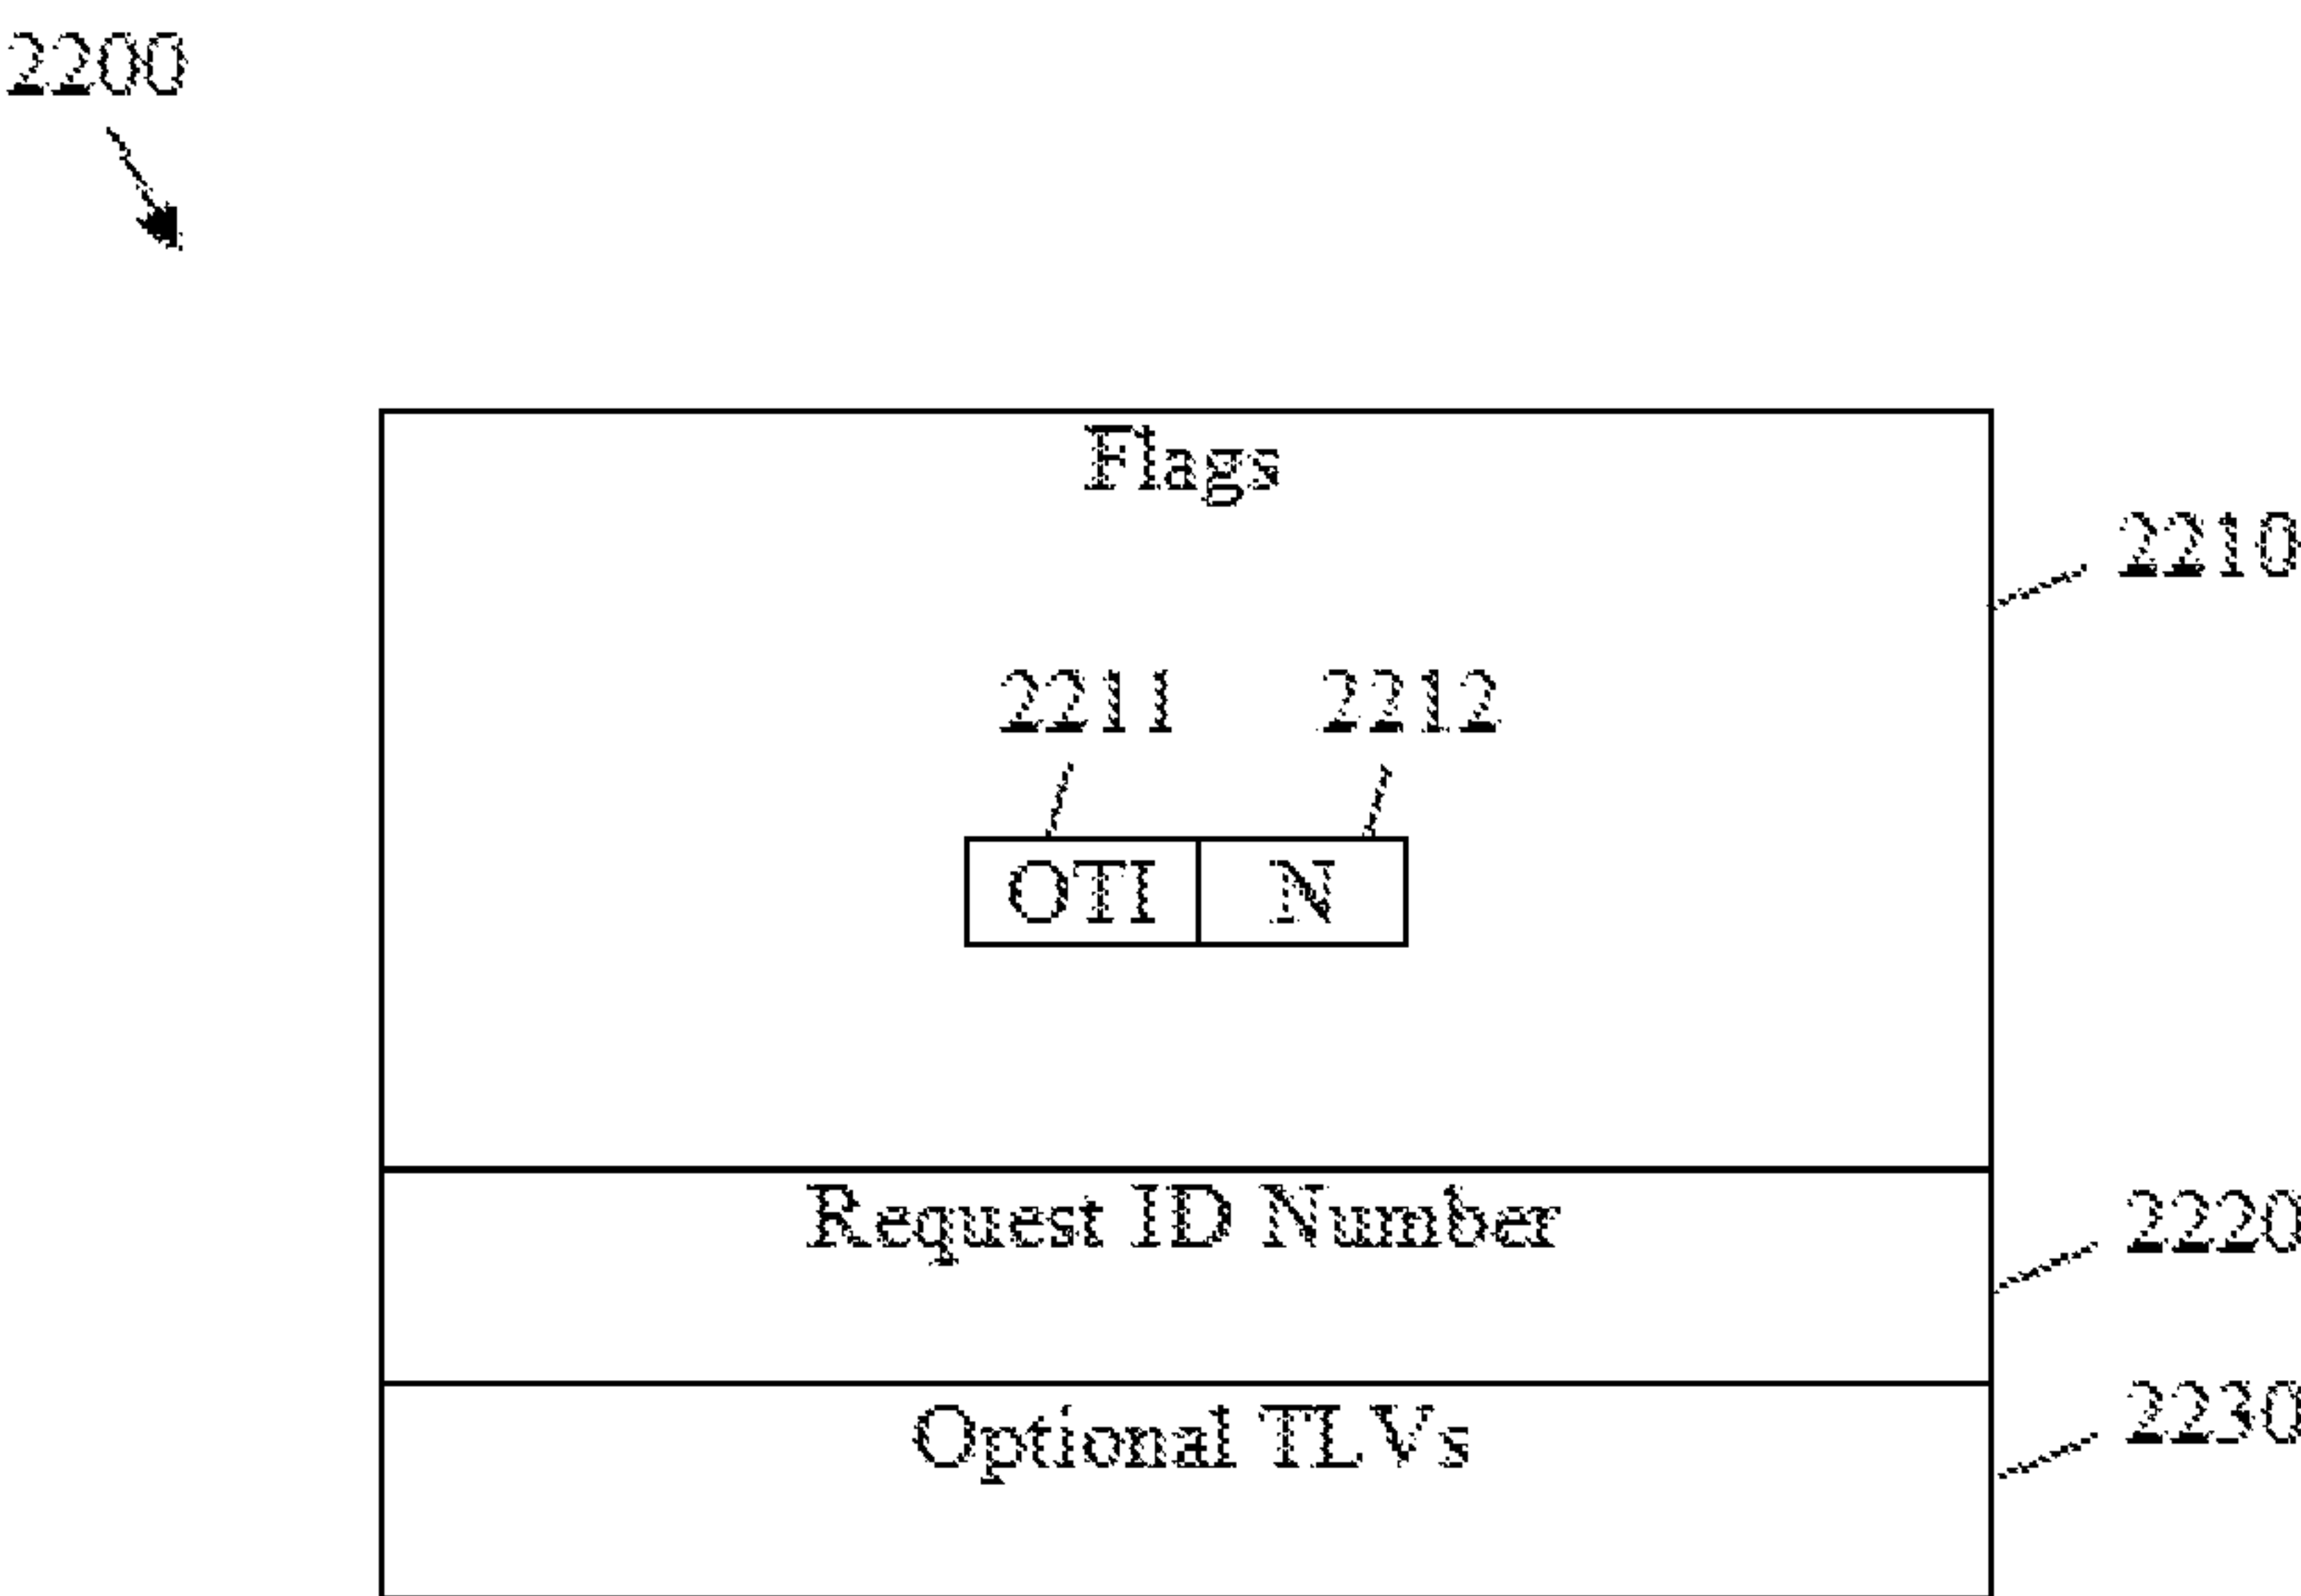 2200
Flags
2210
2211 2212
OTI N
Request ID Number
2220
Optional TLVs
2230